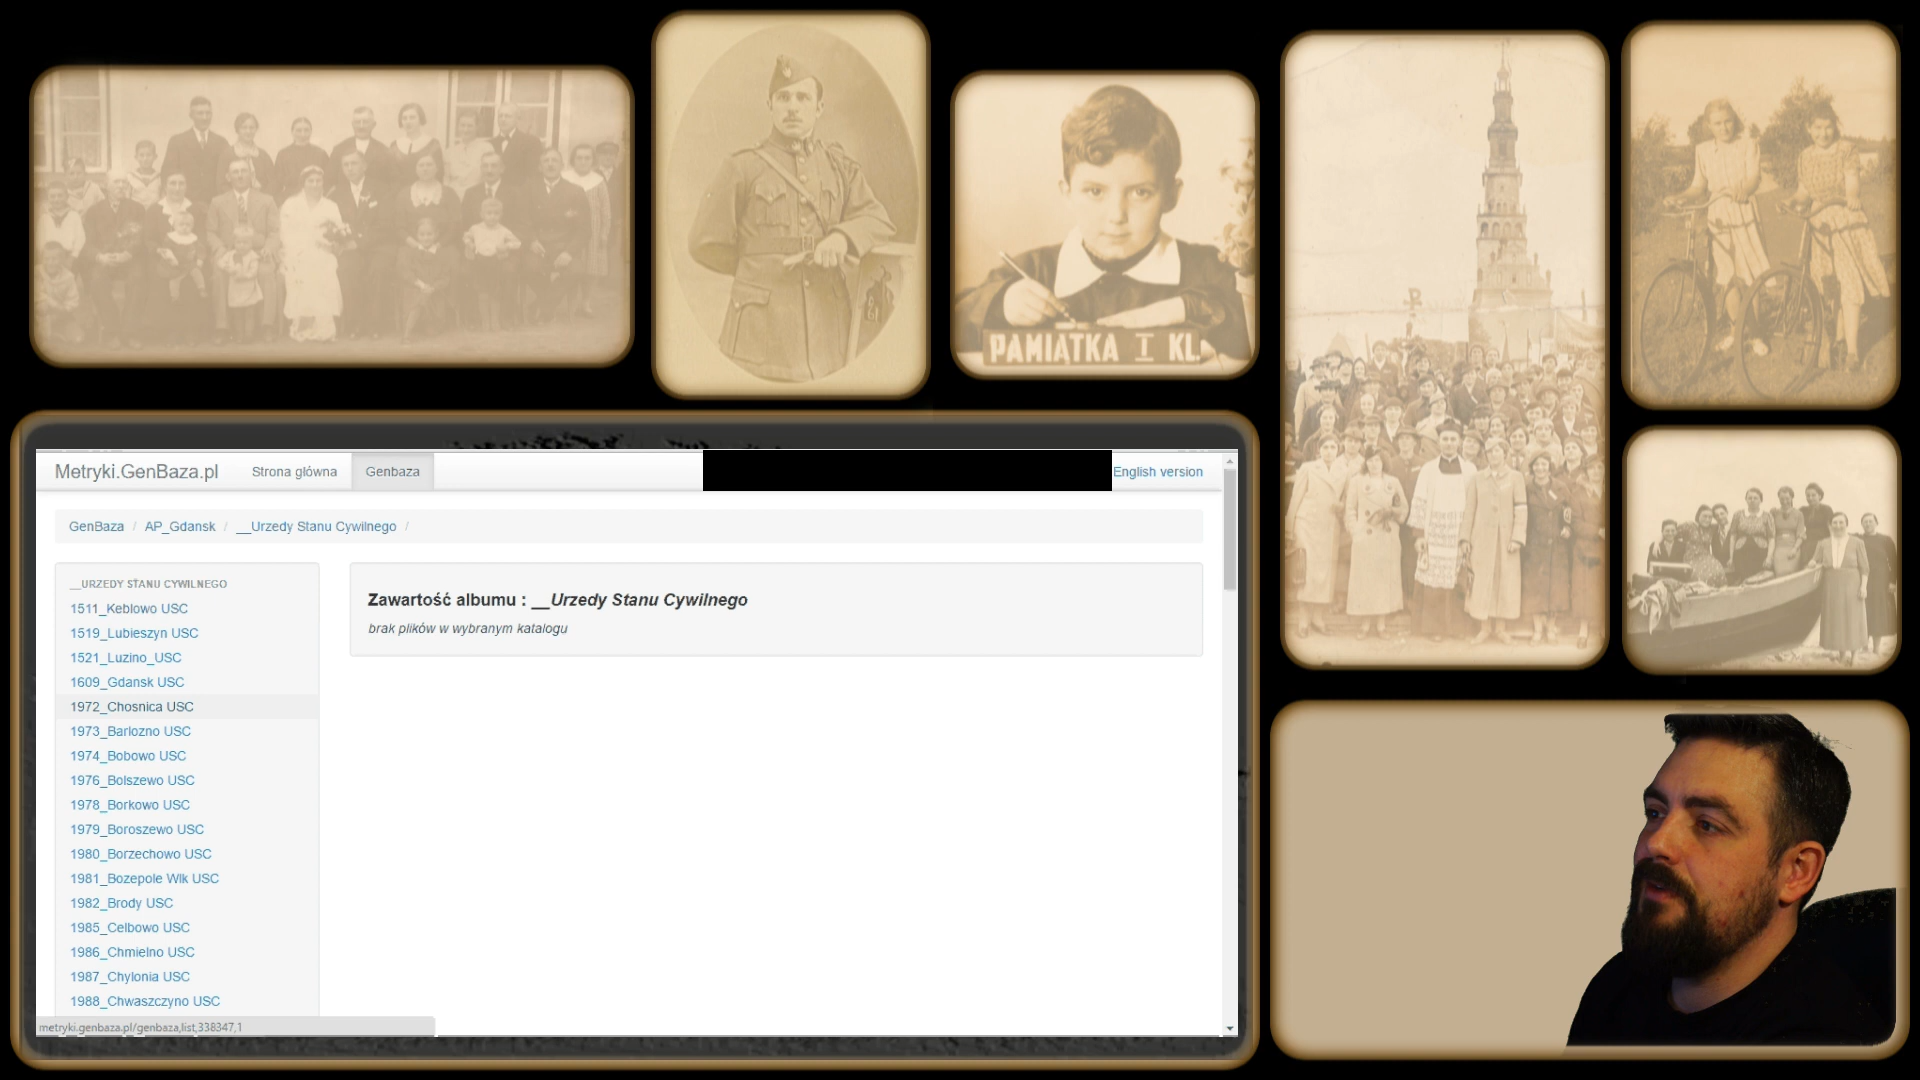 PAMIĄTKA I KL.
Metryki.GenBaza.pl Strona główna Genbaza English version
GenBaza / AP_Gdansk / __Urzedy Stanu Cywilnego /
__URZEDY STANU CYWILNEGO
1511_Keblowo USC
1519_Lubieszyn USC
1521_Luzino_USC
1609_Gdansk USC
1972_Chosnica USC
1973_Barlozno USC
1974_Bobowo USC
1976_Bolszewo USC
1978_Borkowo USC
1979_Boroszewo USC
1980_Borzechowo USC
1981_Bozepole Wlk USC
1982_Brody USC
1985_Celbowo USC
1986_Chmielno USC
1987_Chylonia USC
1988_Chwaszczyno USC
Zawartość albumu : __Urzedy Stanu Cywilnego
brak plików w wybranym katalogu
metryki.genbaza.pl/genbaza,list,338347,1